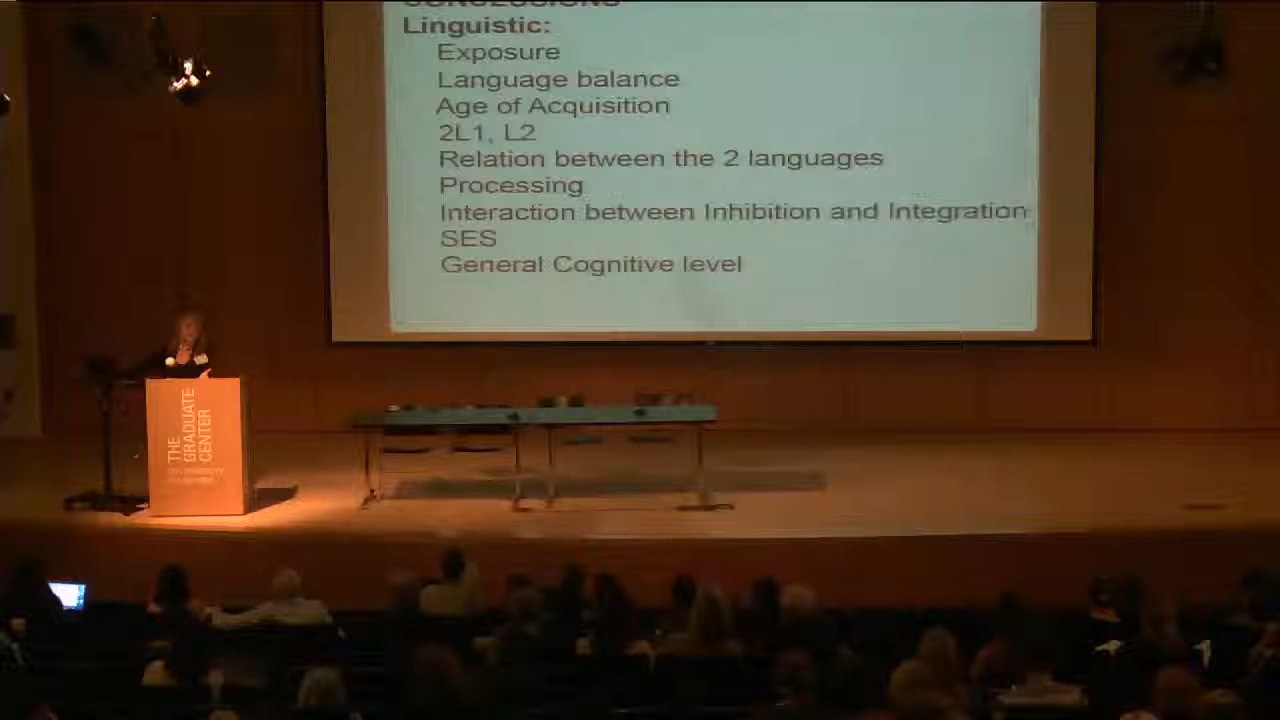 CONCLUSIONS
Linguistic:
Exposure
Language balance
Age of Acquisition
2L1, L2
Relation between the 2 languages
Processing
Interaction between Inhibition and Integration
SES
General Cognitive level
THE
GRADUATE
CENTER